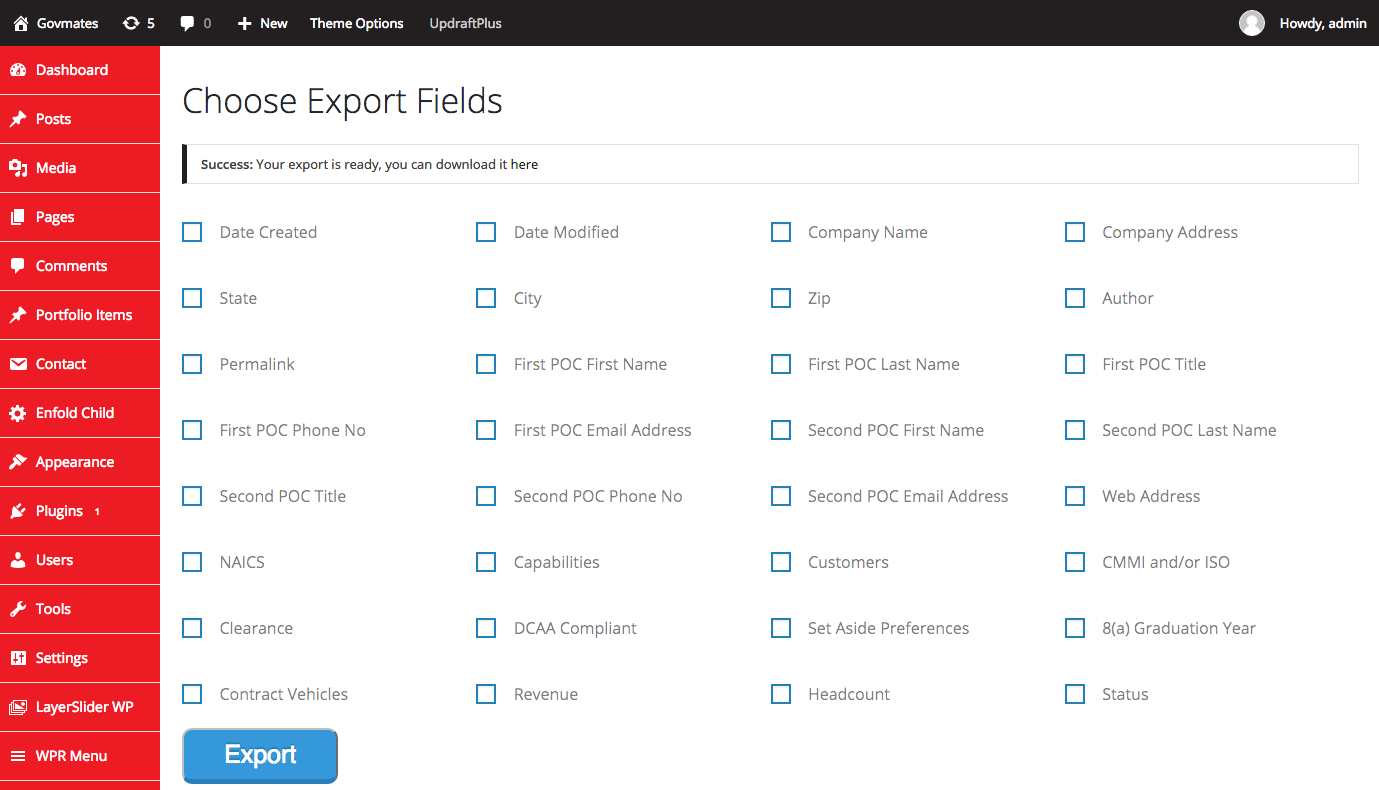 Govmates 5 0 New Theme Options UpdraftPlus Howdy, admin
Dashboard
Posts
Media
Pages
Comments
Portfolio Items
Contact
Enfold Child
Appearance
Plugins 1
Users
Tools
Settings
LayerSlider WP
WPR Menu
Choose Export Fields
Success: Your export is ready, you can download it here
Date Created Date Modified Company Name Company Address
State City Zip Author
Permalink First POC First Name First POC Last Name First POC Title
First POC Phone No First POC Email Address Second POC First Name Second POC Last Name
Second POC Title Second POC Phone No Second POC Email Address Web Address
NAICS Capabilities Customers CMMI and/or ISO
Clearance DCAA Compliant Set Aside Preferences 8(a) Graduation Year
Contract Vehicles Revenue Headcount Status
Export